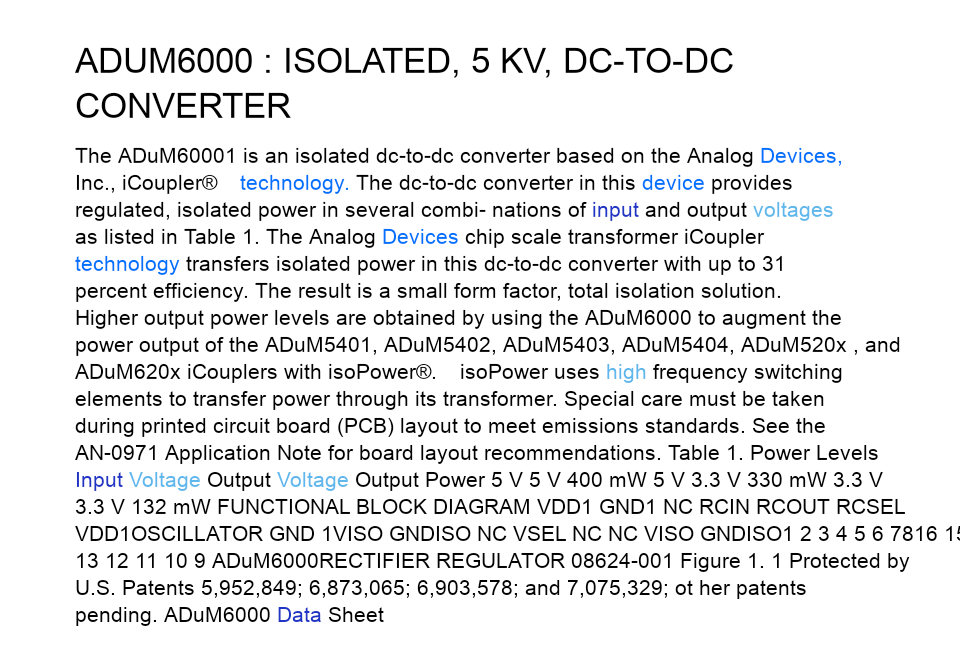 ADUM6000 : ISOLATED, 5 KV, DC-TO-DC
CONVERTER
The ADuM60001 is an isolated dc-to-dc converter based on the Analog Devices,
Inc., iCoupler® technology. The dc-to-dc converter in this device provides
regulated, isolated power in several combi- nations of input and output voltages
as listed in Table 1. The Analog Devices chip scale transformer iCoupler
technology transfers isolated power in this dc-to-dc converter with up to 31
percent efficiency. The result is a small form factor, total isolation solution.
Higher output power levels are obtained by using the ADuM6000 to augment the
power output of the ADuM5401, ADuM5402, ADuM5403, ADuM5404, ADuM520x , and
ADuM620x iCouplers with isoPower®. isoPower uses high frequency switching
elements to transfer power through its transformer. Special care must be taken
during printed circuit board (PCB) layout to meet emissions standards. See the
AN-0971 Application Note for board layout recommendations. Table 1. Power Levels
Input Voltage Output Voltage Output Power 5 V 5 V 400 mW 5 V 3.3 V 330 mW 3.3 V
3.3 V 132 mW FUNCTIONAL BLOCK DIAGRAM VDD1 GND1 NC RCIN RCOUT RCSEL
VDD1OSCILLATOR GND 1VISO GNDISO NC VSEL NC NC VISO GNDISO1 2 3 4 5 6 7816 15
13 12 11 10 9 ADuM6000RECTIFIER REGULATOR 08624-001 Figure 1. 1 Protected by
U.S. Patents 5,952,849; 6,873,065; 6,903,578; and 7,075,329; ot her patents
pending. ADuM6000 Data Sheet